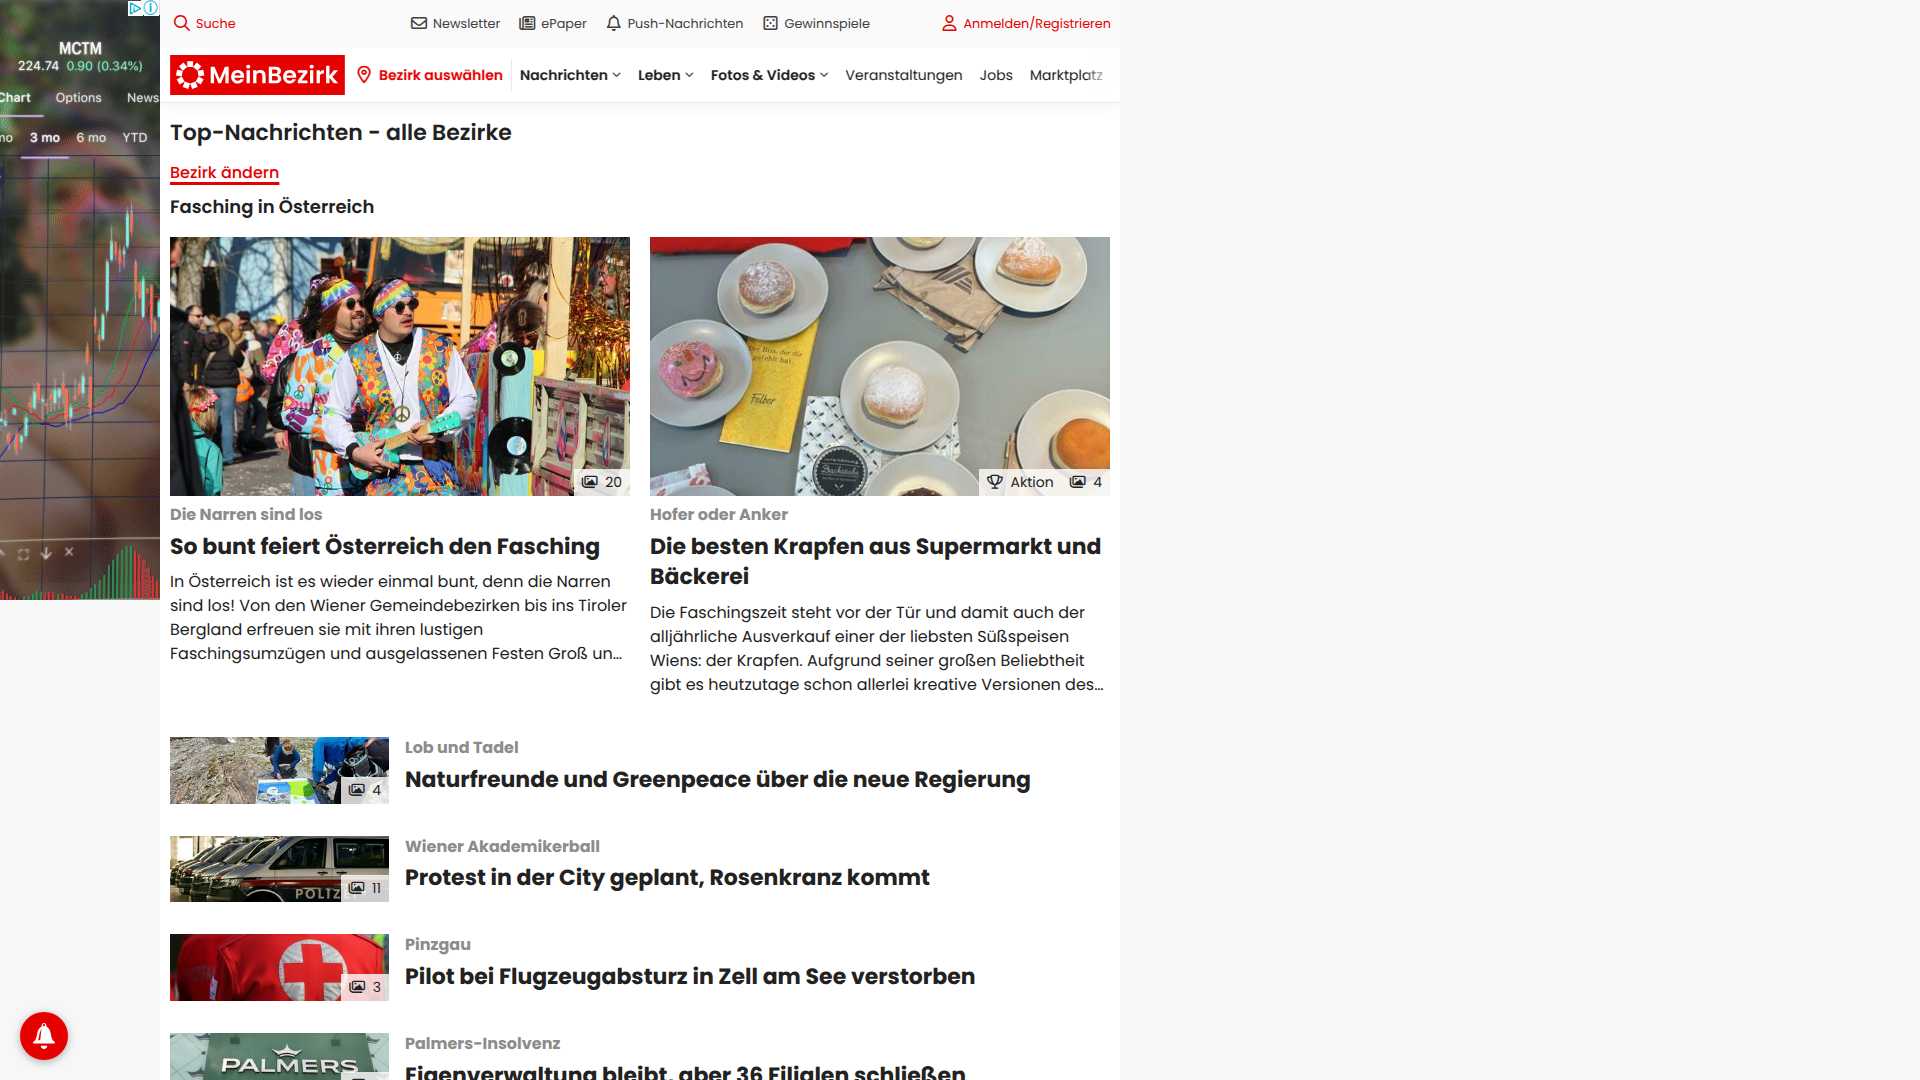 MCTM
224.74 0.90 (0.34%)
Chart Options News
mo 3 mo 6 mo YTD
Suche
Newsletter ePaper Push-Nachrichten Gewinnspiele
Anmelden/Registrieren
MeinBezirk
Bezirk auswählen
Nachrichten Leben Fotos & Videos Veranstaltungen Jobs Marktplatz
Top-Nachrichten - alle Bezirke
Bezirk ändern
Fasching in Österreich
20
Die Narren sind los
So bunt feiert Österreich den Fasching
In Österreich ist es wieder einmal bunt, denn die Narren
sind los! Von den Wiener Gemeindebezirken bis ins Tiroler
Bergland erfreuen sie mit ihren lustigen
Faschingsumzügen und ausgelassenen Festen Groß un...
Der Biss, der dir
gefehlt hat.
Felber
Aktion 4
Hofer oder Anker
Die besten Krapfen aus Supermarkt und
Bäckerei
Die Faschingszeit steht vor der Tür und damit auch der
alljährliche Ausverkauf einer der liebsten Süßspeisen
Wiens: der Krapfen. Aufgrund seiner großen Beliebtheit
gibt es heutzutage schon allerlei kreative Versionen des...
4
Lob und Tadel
Naturfreunde und Greenpeace über die neue Regierung
POLIZ
11
Wiener Akademikerball
Protest in der City geplant, Rosenkranz kommt
3
Pinzgau
Pilot bei Flugzeugabsturz in Zell am See verstorben
PALMERS
Palmers-Insolvenz
Eigenverwaltung bleibt, aber 36 Filialen schließen